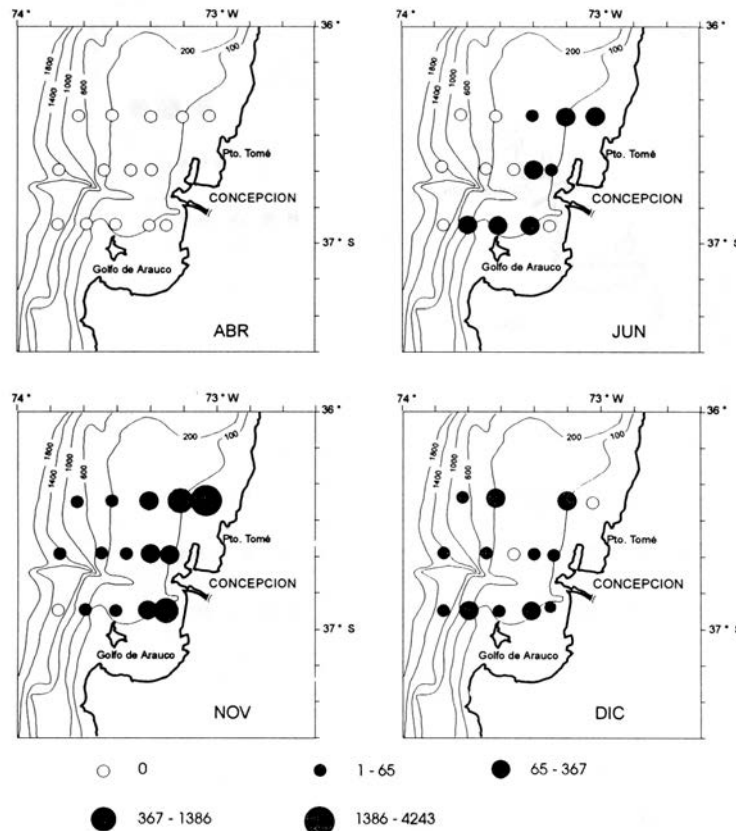 74 °
73 ° W
36 °
200
100
1800
1400
1000
600
Pto. Tomé
CONCEPCION
37 ° S
Golfo de Arauco
ABR
74 °
73 ° W
36 °
200
100
1800
1400
1000
600
Pto. Tomé
CONCEPCION
37 ° S
Golfo de Arauco
JUN
74 °
73 ° W
36 °
200
100
1800
1400
1000
600
Pto. Tomé
CONCEPCION
37 ° S
Golfo de Arauco
NOV
74 °
73 ° W
36 °
200
100
1800
1400
1000
600
Pto. Tomé
CONCEPCION
37 ° S
Golfo de Arauco
DIC
0
1 - 65
65 - 367
367 - 1386
1386 - 4243